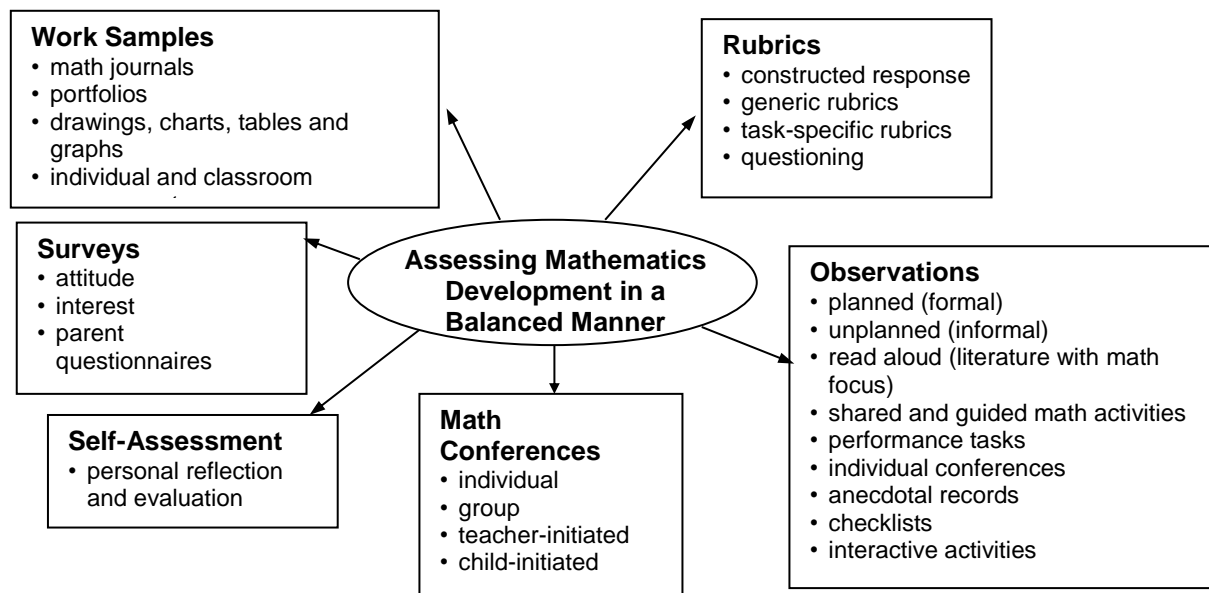 Work Samples
• math journals
• portfolios
• drawings, charts, tables and
graphs
• individual and classroom
Rubrics
• constructed response
• generic rubrics
• task-specific rubrics
• questioning
Surveys
• attitude
• interest
• parent
questionnaires
Assessing Mathematics
Development in a
Balanced Manner
Observations
• planned (formal)
• unplanned (informal)
• read aloud (literature with math
focus)
• shared and guided math activities
• performance tasks
• individual conferences
• anecdotal records
• checklists
• interactive activities
Self-Assessment
• personal reflection
and evaluation
Math
Conferences
• individual
• group
• teacher-initiated
• child-initiated